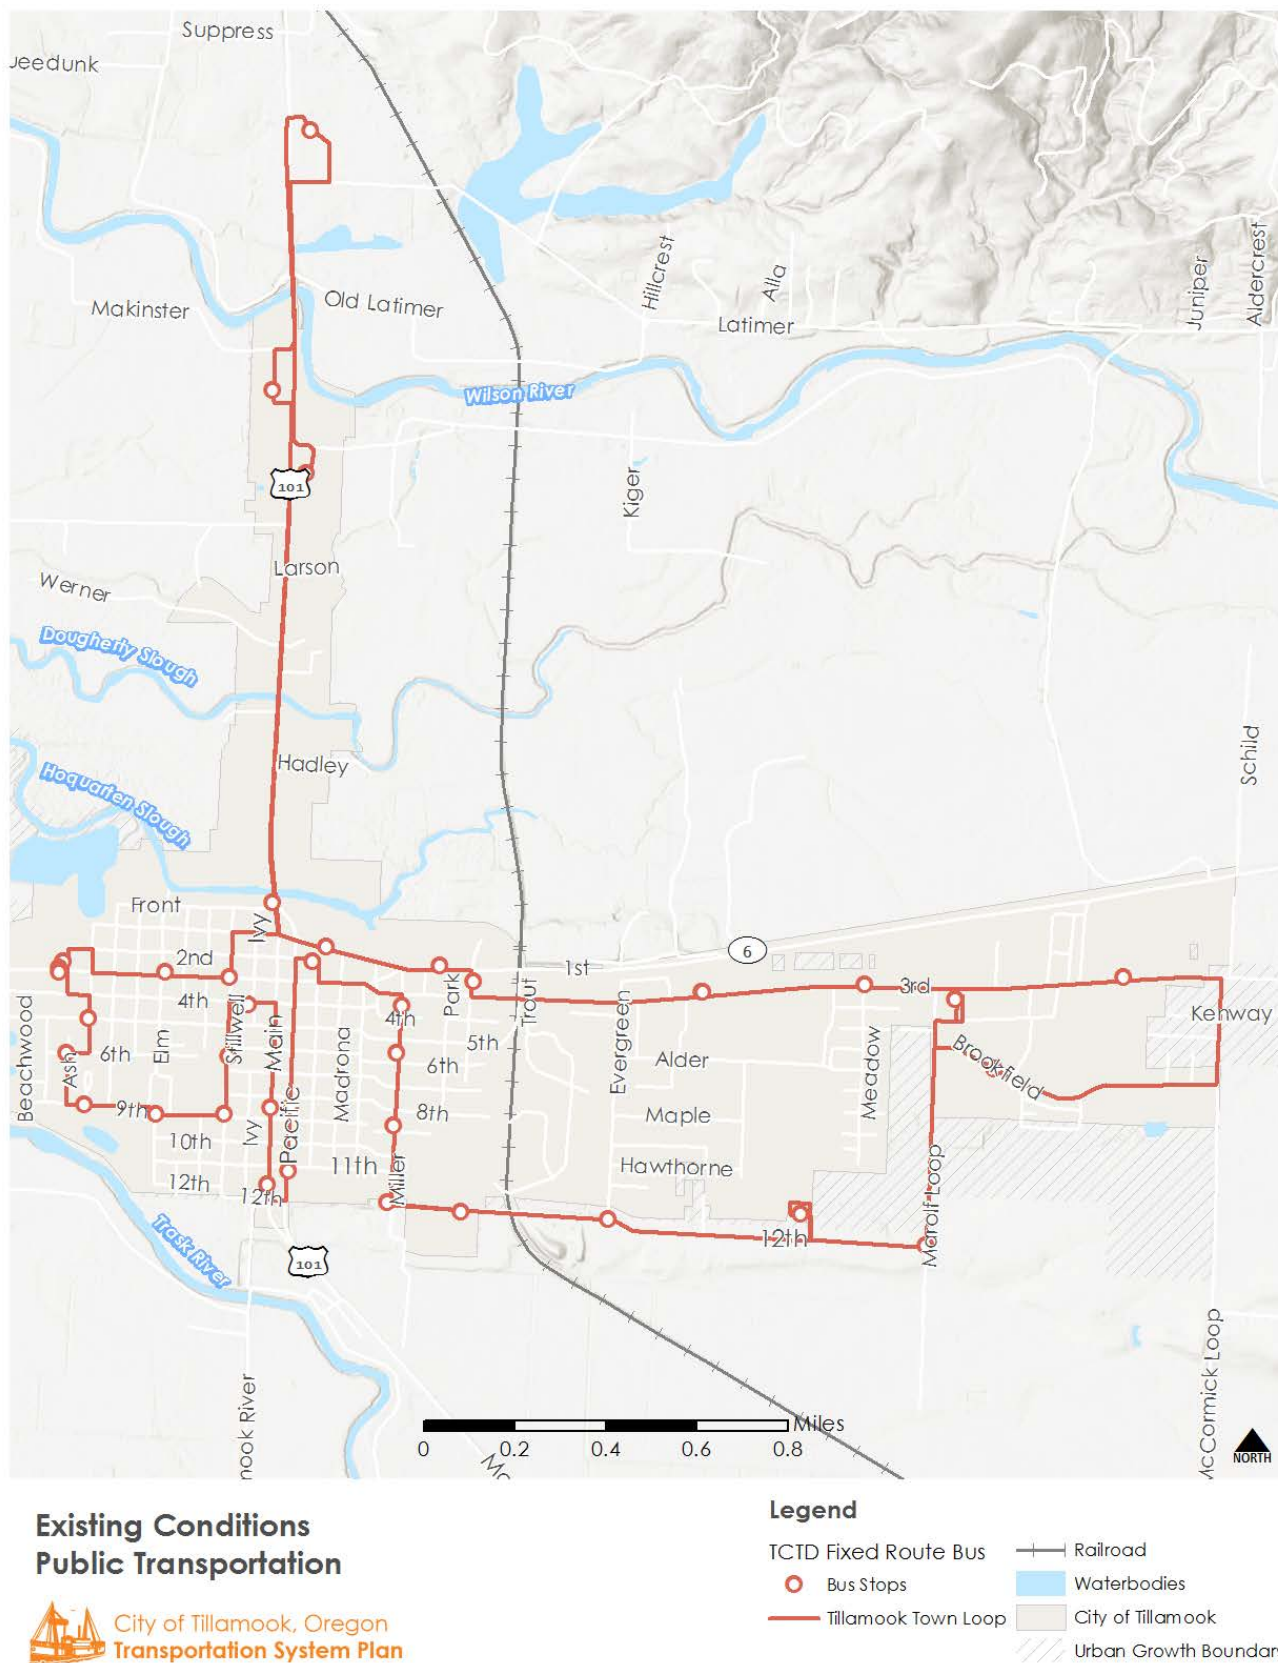 Suppress
ueedunk
Hillcrest
Alla
Juniper
Aldercrest
Makinster
Old Latimer
Latimer
Wilson River
101
Kiger
Larson
Werner
Dougherty Slough
Schild
Hadley
Hoquarten Slough
Front
Ivy
2nd
6
1st
4th
Stillwell
Main
Park
Trout
3rd
4th
Kenway
Beachwood
Ash
6th
Elm
Madrona
5th
6th
Evergreen
Alder
Meadow
Brookfield
9th
Pacific
8th
Maple
10th
Ivy
11th
Miller
Hawthorne
12th
12th
12th
Marolf Loop
Trask River
101
McCormick Loop
nook River
Miles
0
0.2
0.4
0.6
0.8
NORTH
Existing Conditions
Public Transportation
City of Tillamook, Oregon
Transportation System Plan
Legend
TCTD Fixed Route Bus
Bus Stops
Tillamook Town Loop
Railroad
Waterbodies
City of Tillamook
Urban Growth Boundar